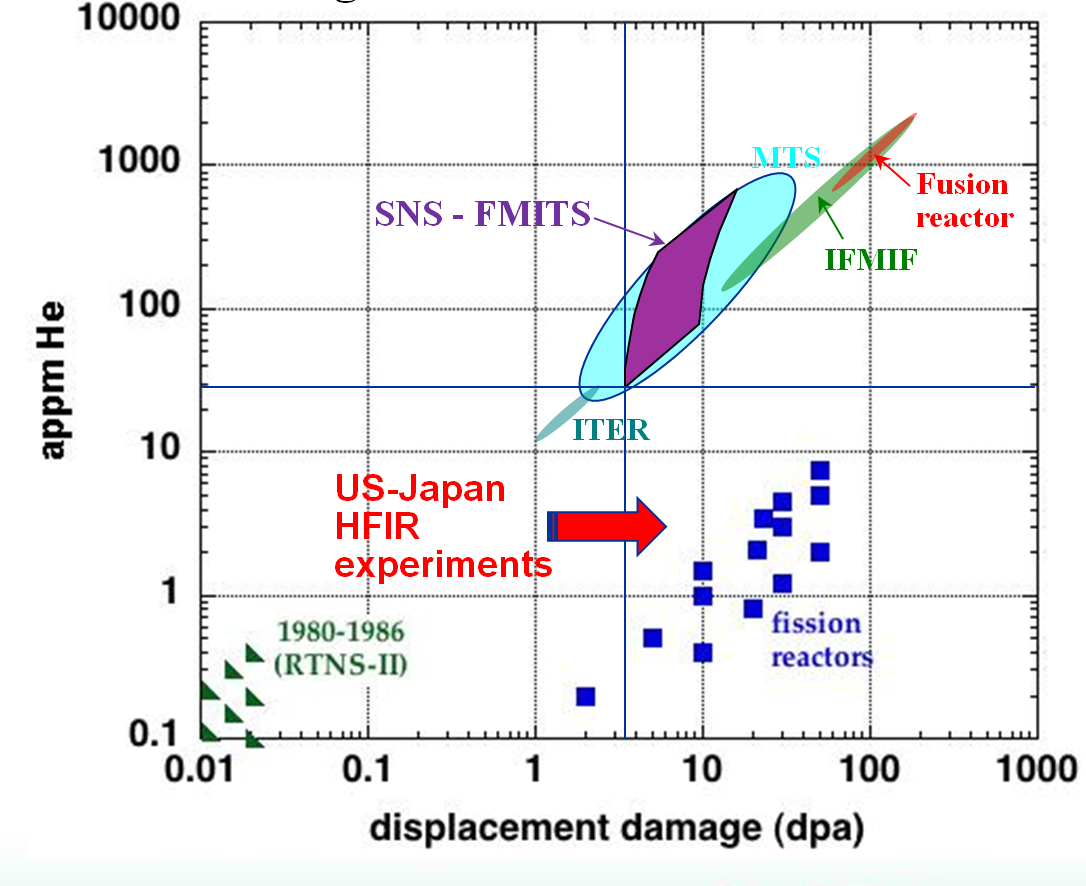 10000
1000
100
10
1
0.1
appm He
MTS
SNS - FMITS
Fusion
reactor
IFMIF
ITER
US-Japan
HFIR
experiments
1980-1986
(RTNS-II)
fission
reactors
0.01 0.1 1 10 100 1000
displacement damage (dpa)